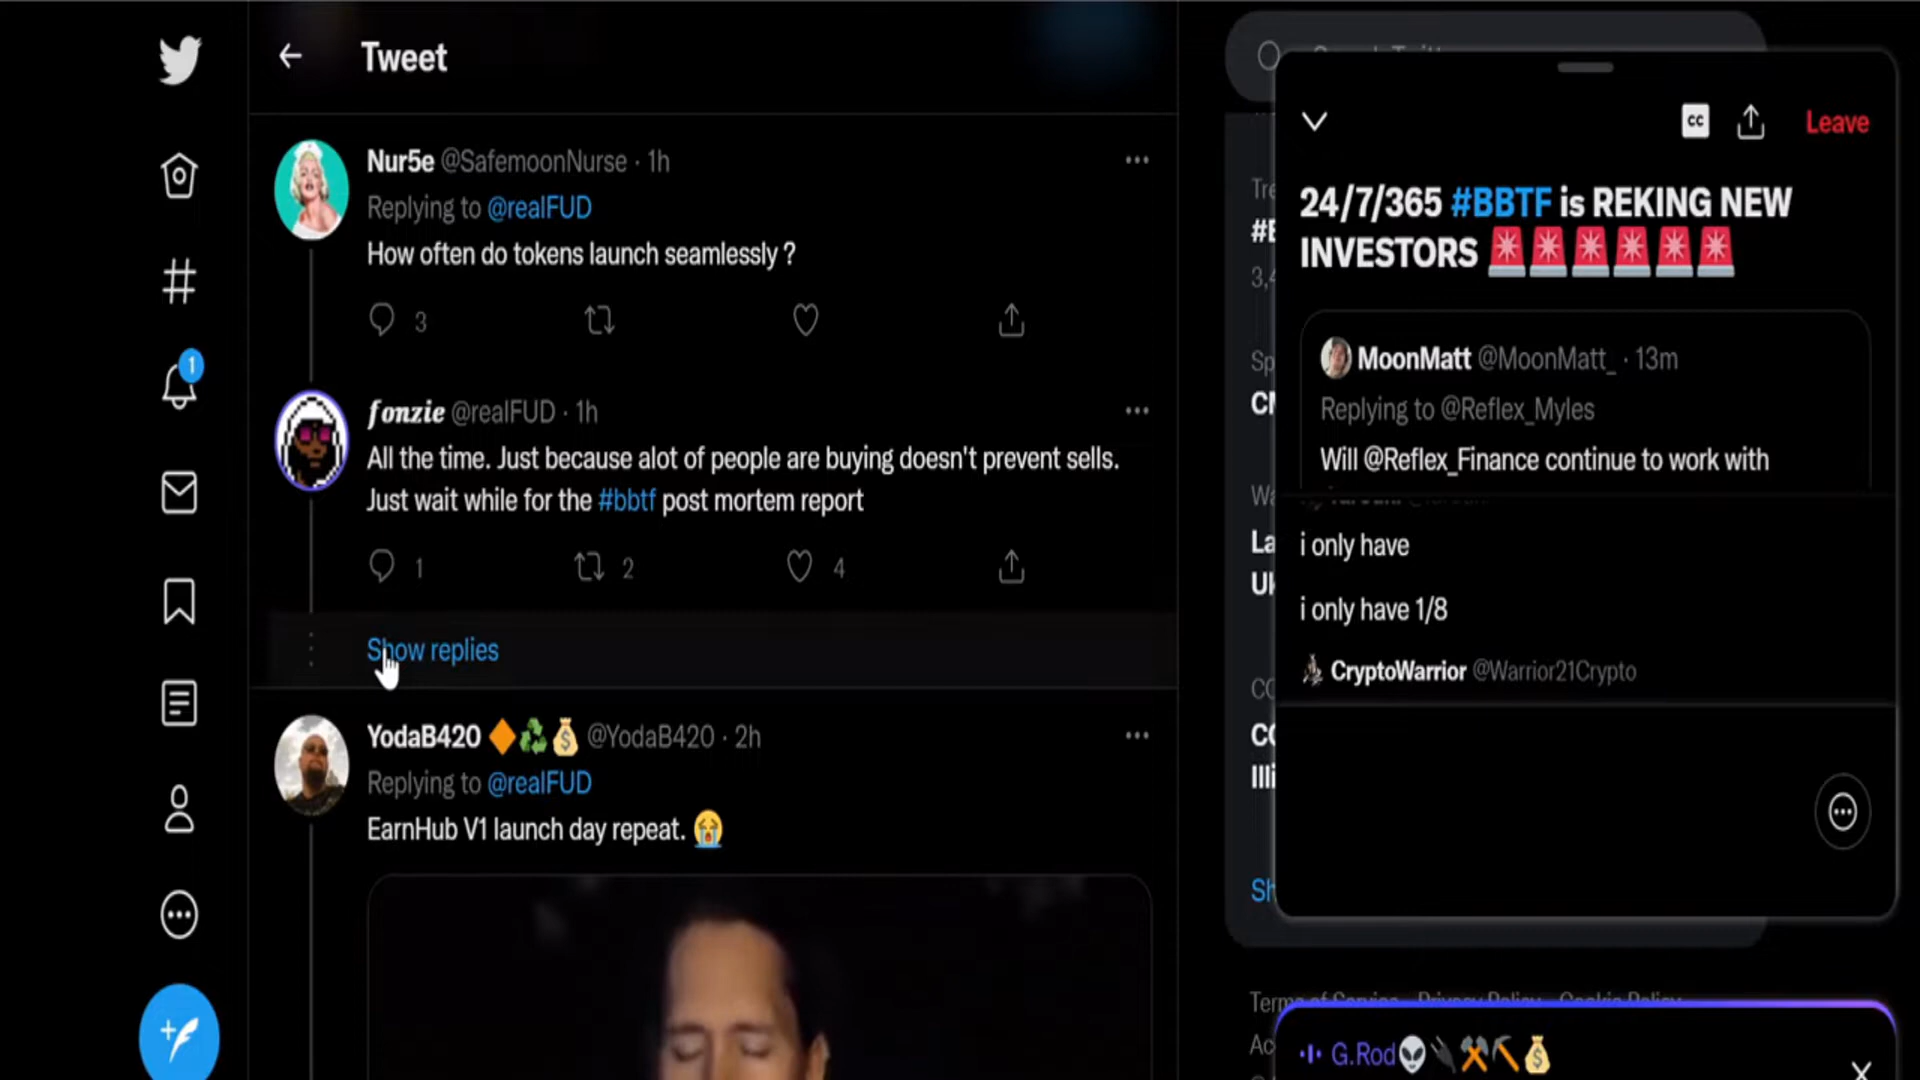 Tweet
Nur5e @SafemoonNurse · 1h
Replying to @realFUD
How often do tokens launch seamlessly ?
3
fonzie @realFUD · 1h
All the time. Just because alot of people are buying doesn't prevent sells.
Just wait while for the #bbtf post mortem report
1 2 4
Show replies
YodaB420 🔶♻️💰 @YodaB420 · 2h
Replying to @realFUD
EarnHub V1 launch day repeat. 😭
1
CC Leave
24/7/365 #BBTF is REKING NEW
INVESTORS 🚨🚨🚨🚨🚨🚨
MoonMatt @MoonMatt_ · 13m
Replying to @Reflex_Myles
Will @Reflex_Finance continue to work with
i only have
i only have 1/8
CryptoWarrior @Warrior21Crypto
Terms of Service Privacy Policy Cookie Policy
G.Rod👽🔌⚒️⛏️💰